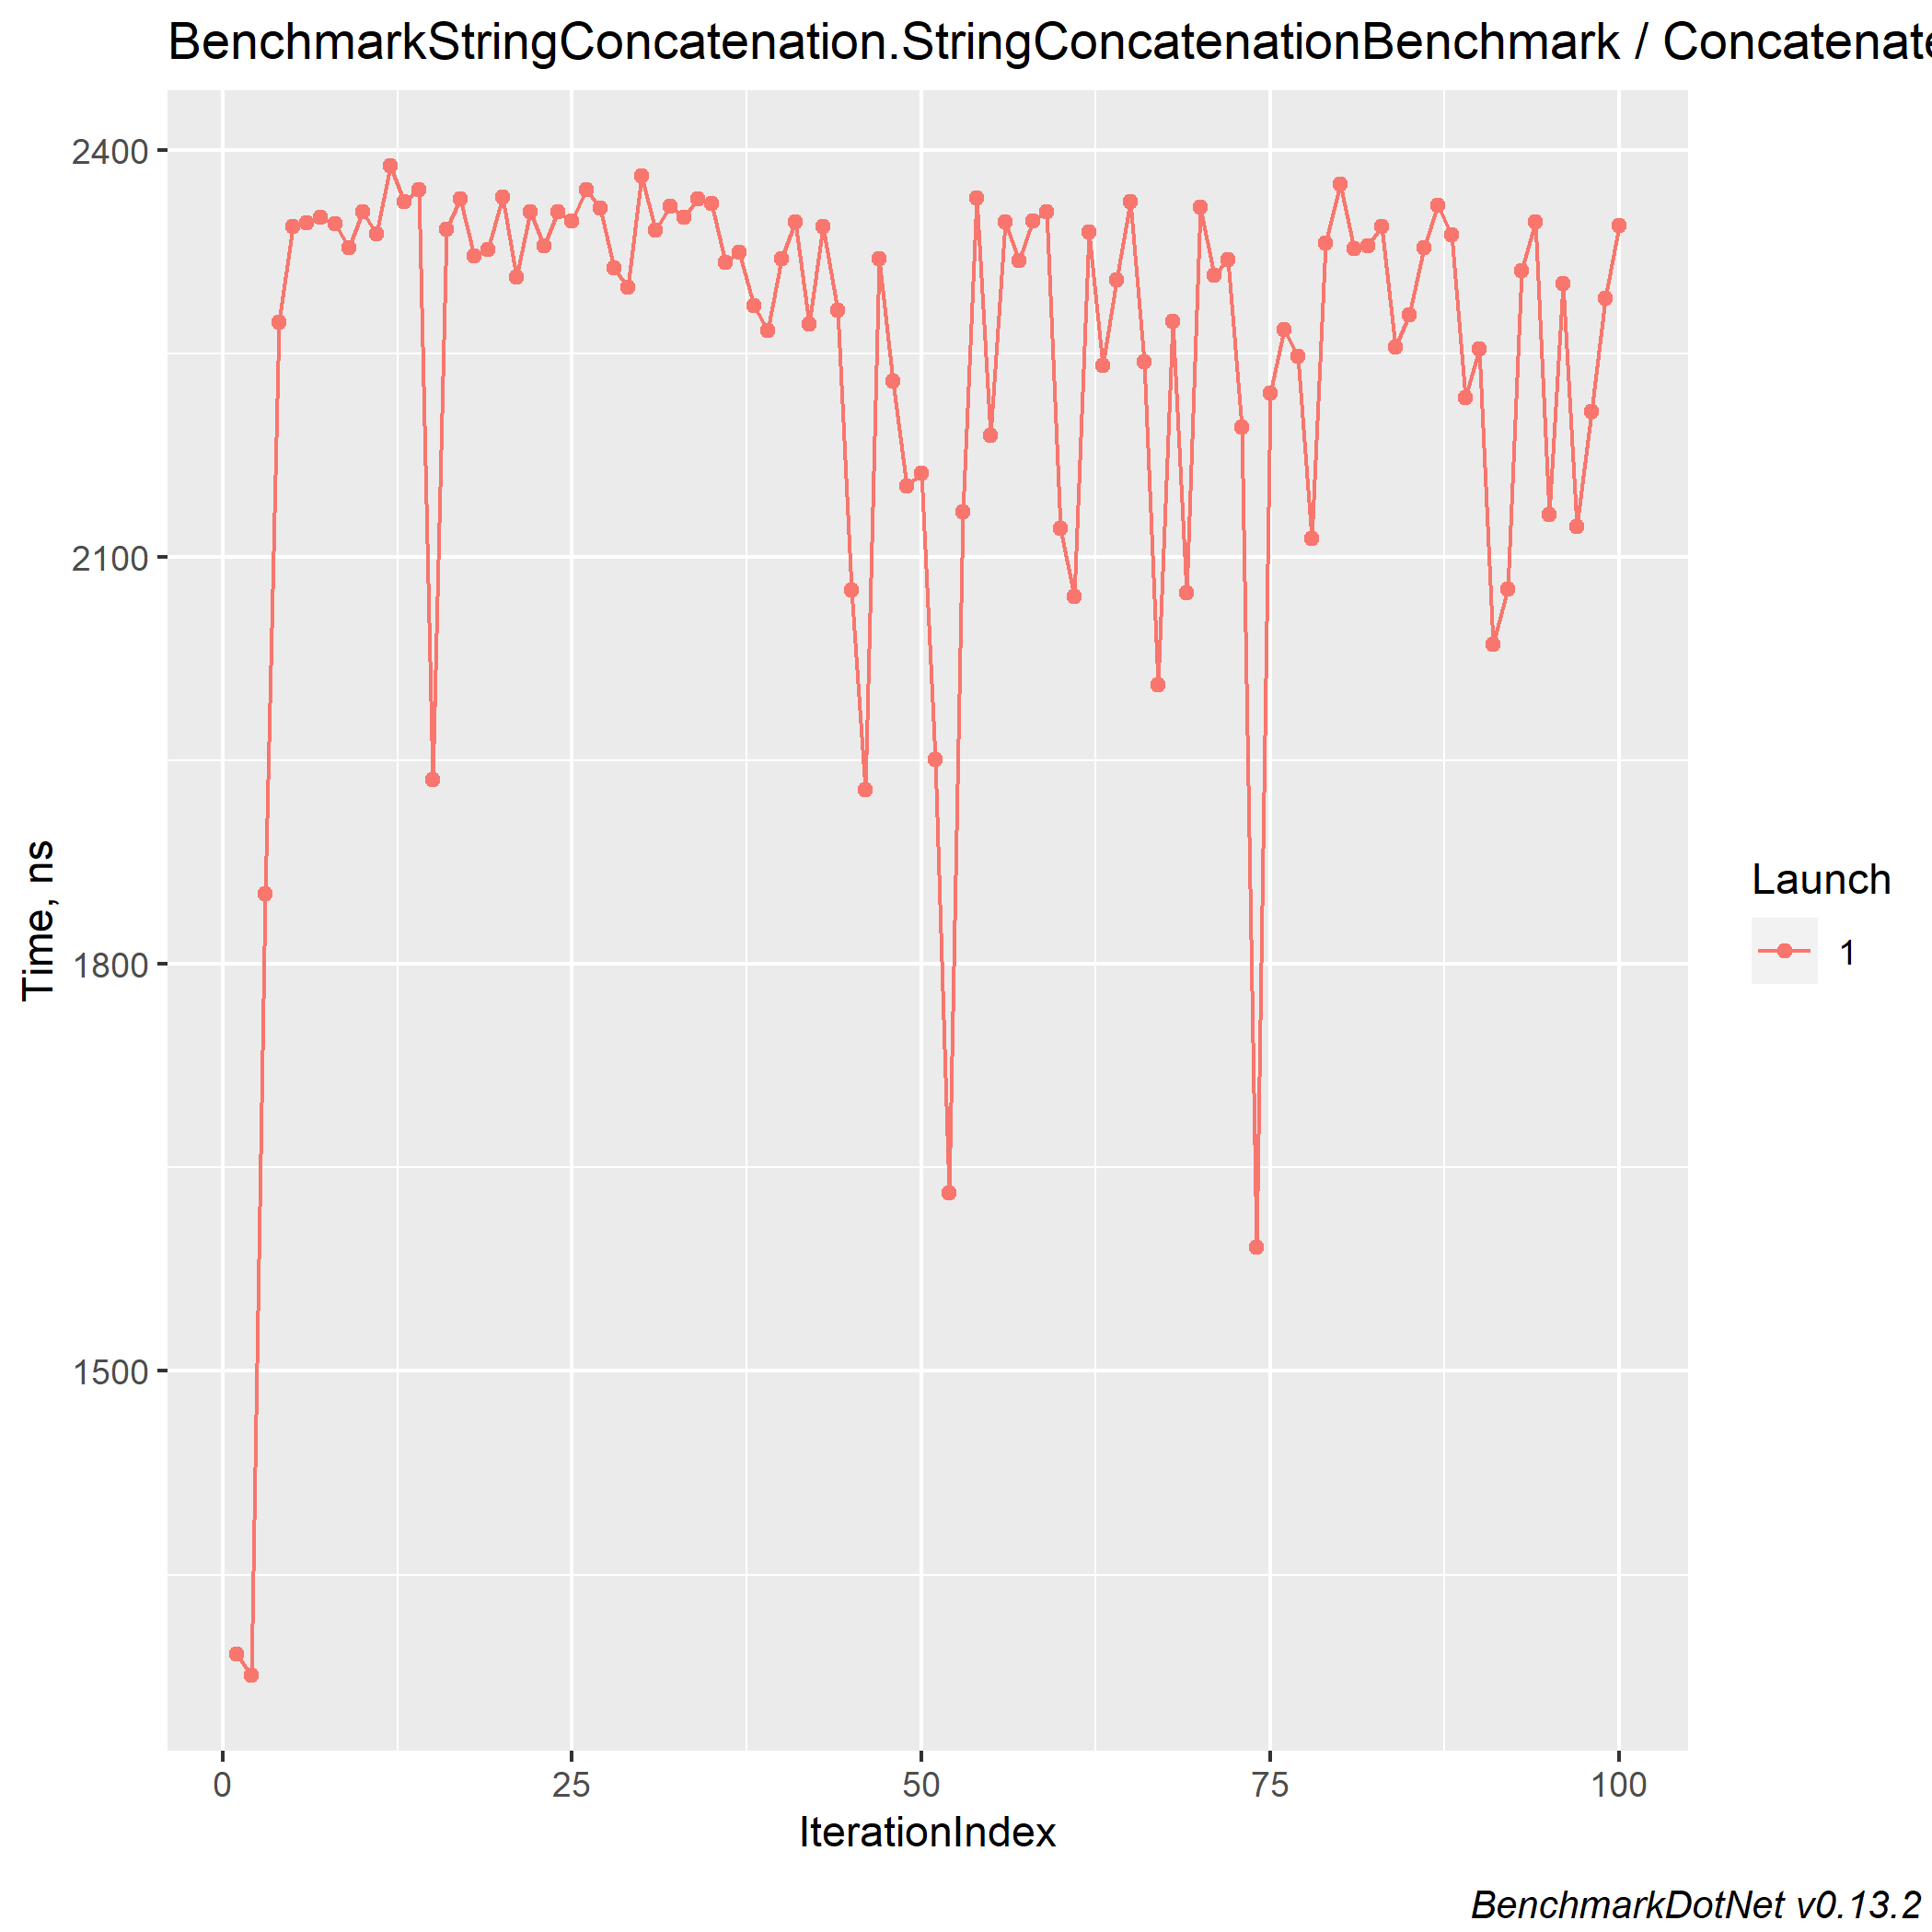 BenchmarkStringConcatenation.StringConcatenationBenchmark / Concatenate
2400
2100
1800
1500
Time, ns
0 25 50 75 100
IterationIndex
Launch
1
BenchmarkDotNet v0.13.2